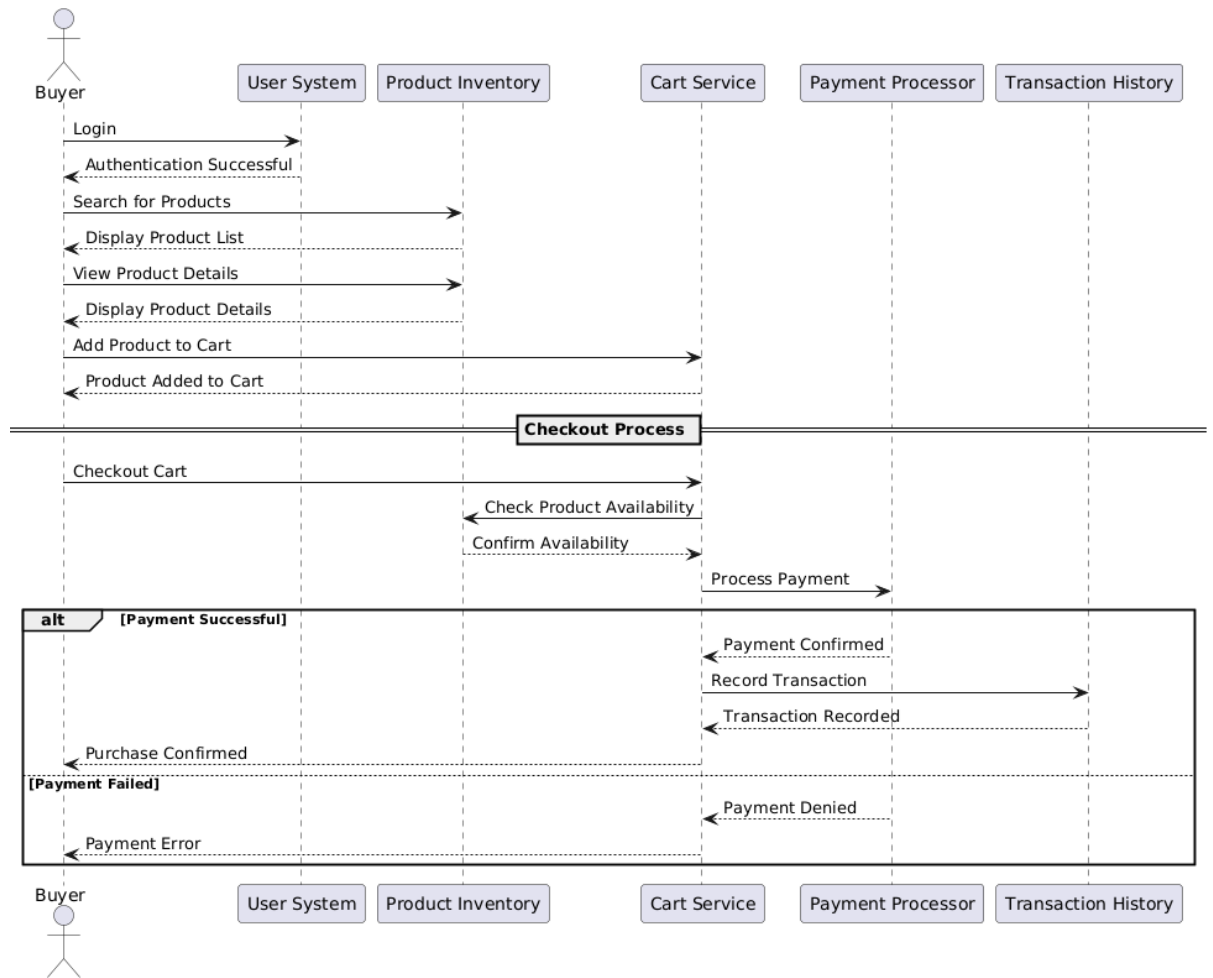 Buyer
User System
Product Inventory
Cart Service
Payment Processor
Transaction History
Login
Authentication Successful
Search for Products
Display Product List
View Product Details
Display Product Details
Add Product to Cart
Product Added to Cart
Checkout Process
Checkout Cart
Check Product Availability
Confirm Availability
Process Payment
alt [Payment Successful]
Payment Confirmed
Record Transaction
Transaction Recorded
Purchase Confirmed
[Payment Failed]
Payment Denied
Payment Error
Buyer
User System
Product Inventory
Cart Service
Payment Processor
Transaction History